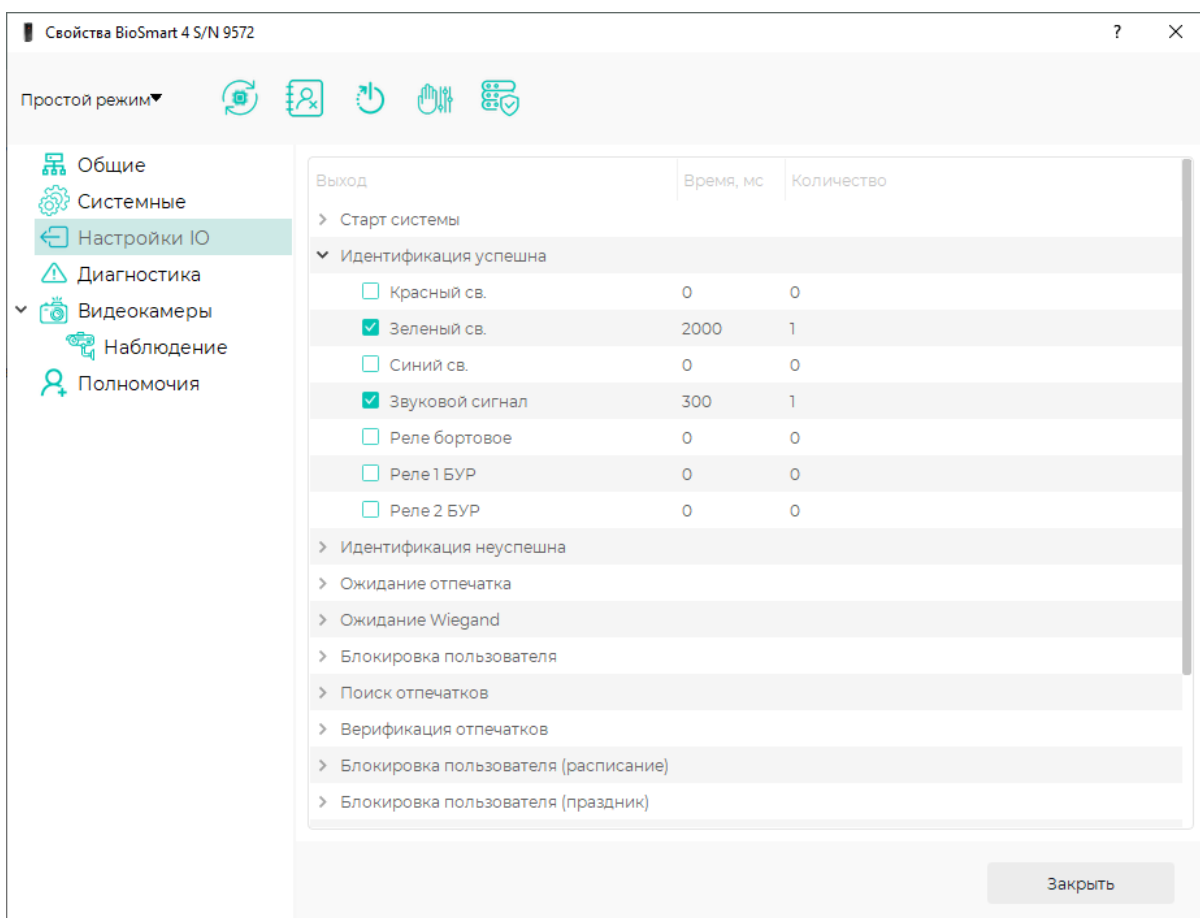 Свойства BioSmart 4 S/N 9572 ?
Простой режим
Общие
Системные
Настройки IO
Диагностика
Видеокамеры
Наблюдение
Полномочия
Выход Время, мс Количество
Старт системы
Идентификация успешна
Красный св. 0 0
Зеленый св. 2000 1
Синий св. 0 0
Звуковой сигнал 300 1
Реле бортовое 0 0
Реле 1 БУР 0 0
Реле 2 БУР 0 0
Идентификация неуспешна
Ожидание отпечатка
Ожидание Wiegand
Блокировка пользователя
Поиск отпечатков
Верификация отпечатков
Блокировка пользователя (расписание)
Блокировка пользователя (праздник)
Закрыть